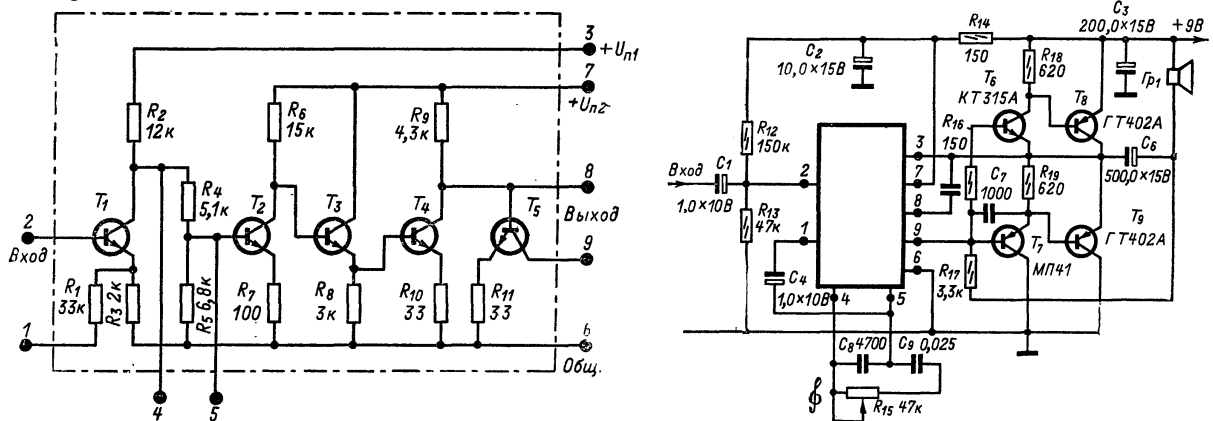 3
+Uп1
7
+Uп2
R2
12к
R6
15к
R9
4,3к
8
Выход
9
R4
5,1к
T1
T2
T3
T4
T5
2
Вход
R1
33к
R3 2к
R5 6,8к
R7
100
R8
3к
R10
33
R11
33
1
6
Общ.
4
5
C3
200,0×15В
+9В
R14
150
C2
10,0×15В
R18
620
T6
КТ315А
T8
Гр1
ГТ402А
R12
150к
R16
150
C6
500,0×15В
Вход
C1
1,0×10В
2
3
7
8
9
6
1
C7
1000
R19
620
T9
ГТ402А
R13
47к
T7
МП41
R17
3,3к
C4
1,0×10В
4
5
C8 4700
C9 0,025
R15 47к